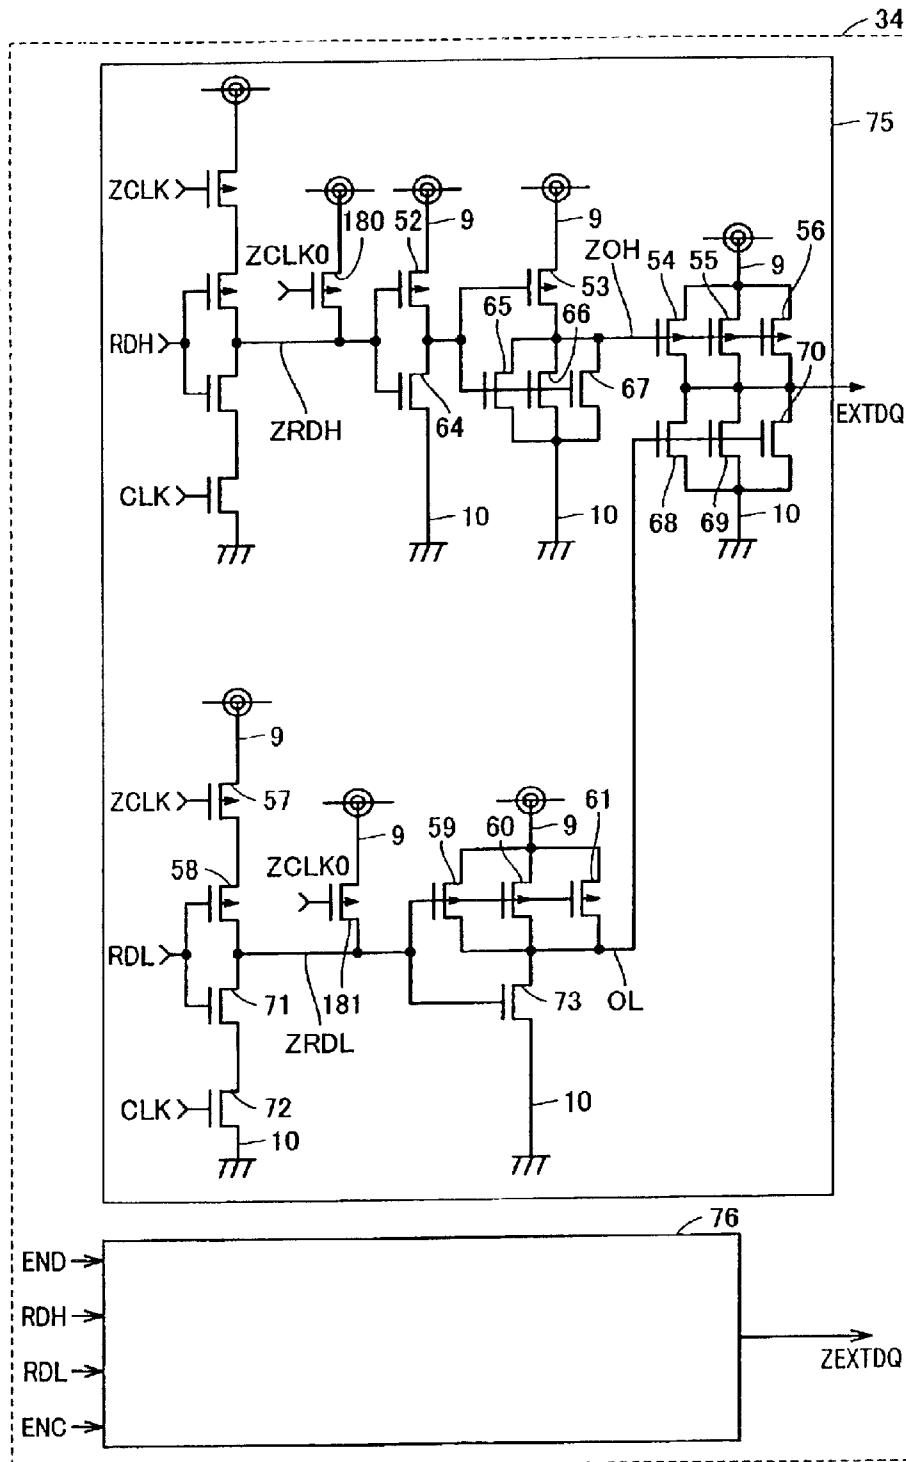 34
75
ZCLK
180
52
9
9
ZCLK0
53
ZOH
54
55
9
56
65
66
RDH
67
70
ZRDH
64
EXTDQ
CLK
10
10
68
69
10
9
ZCLK
57
59
60
9
61
58
ZCLK0
9
RDL
71
181
73
OL
ZRDL
CLK
72
10
10
76
END
RDH
RDL
ZEXTDQ
ENC